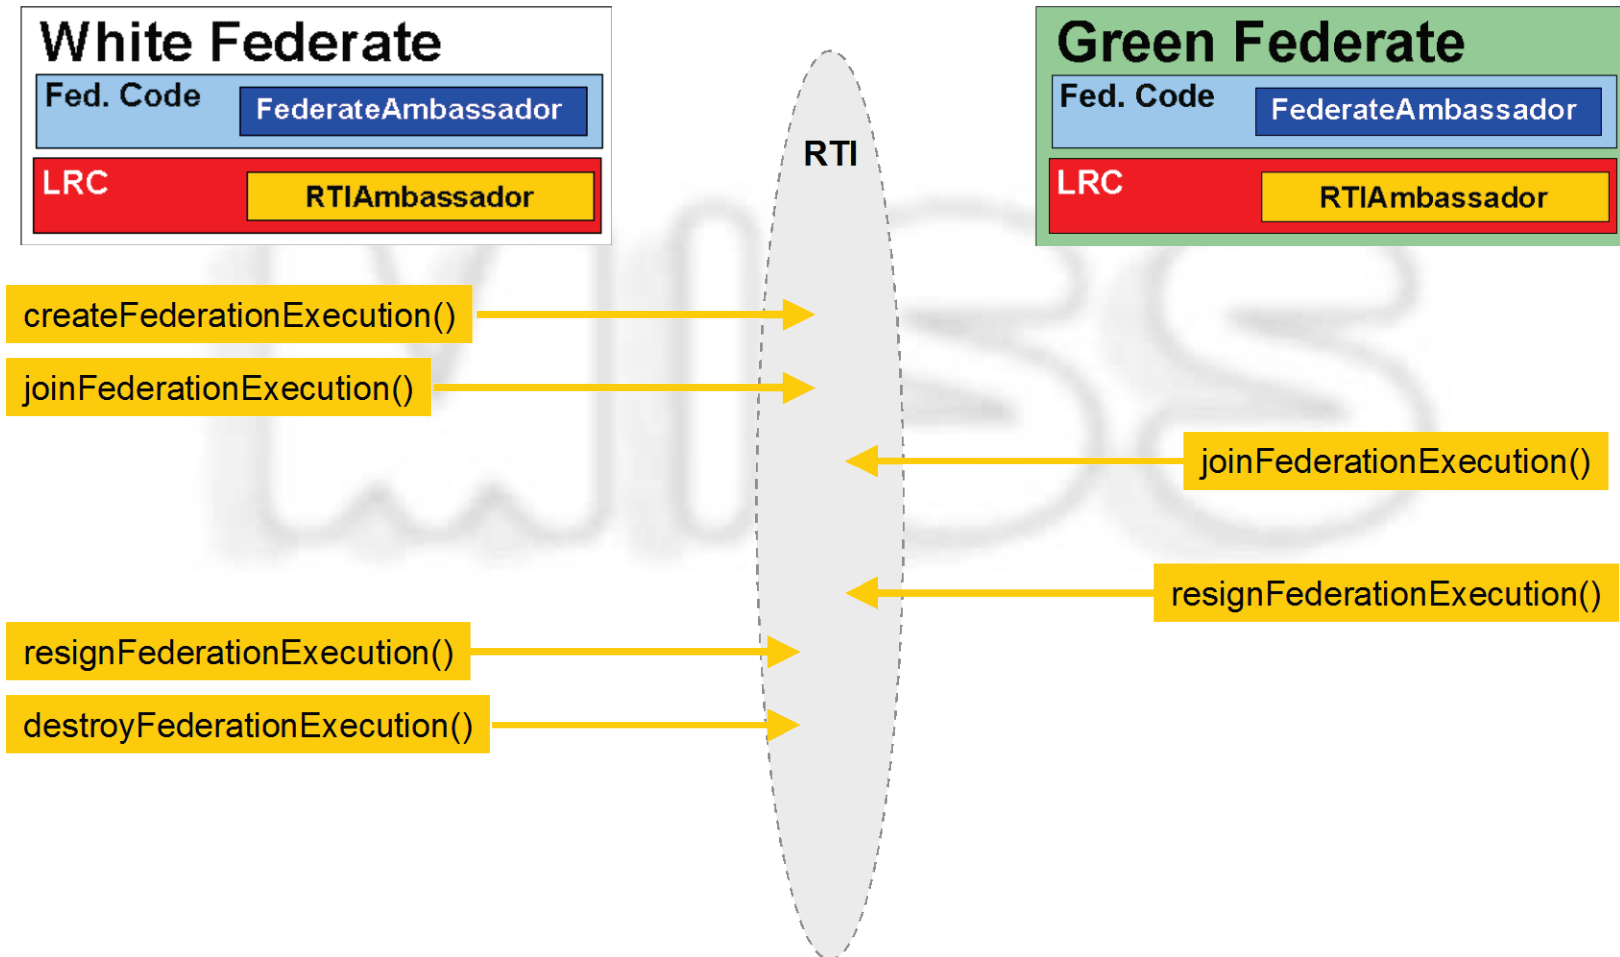 White Federate
Fed. Code
FederateAmbassador
LRC
RTIAmbassador
RTI
Green Federate
Fed. Code
FederateAmbassador
LRC
RTIAmbassador
createFederationExecution()
joinFederationExecution()
joinFederationExecution()
resignFederationExecution()
resignFederationExecution()
destroyFederationExecution()
MISS